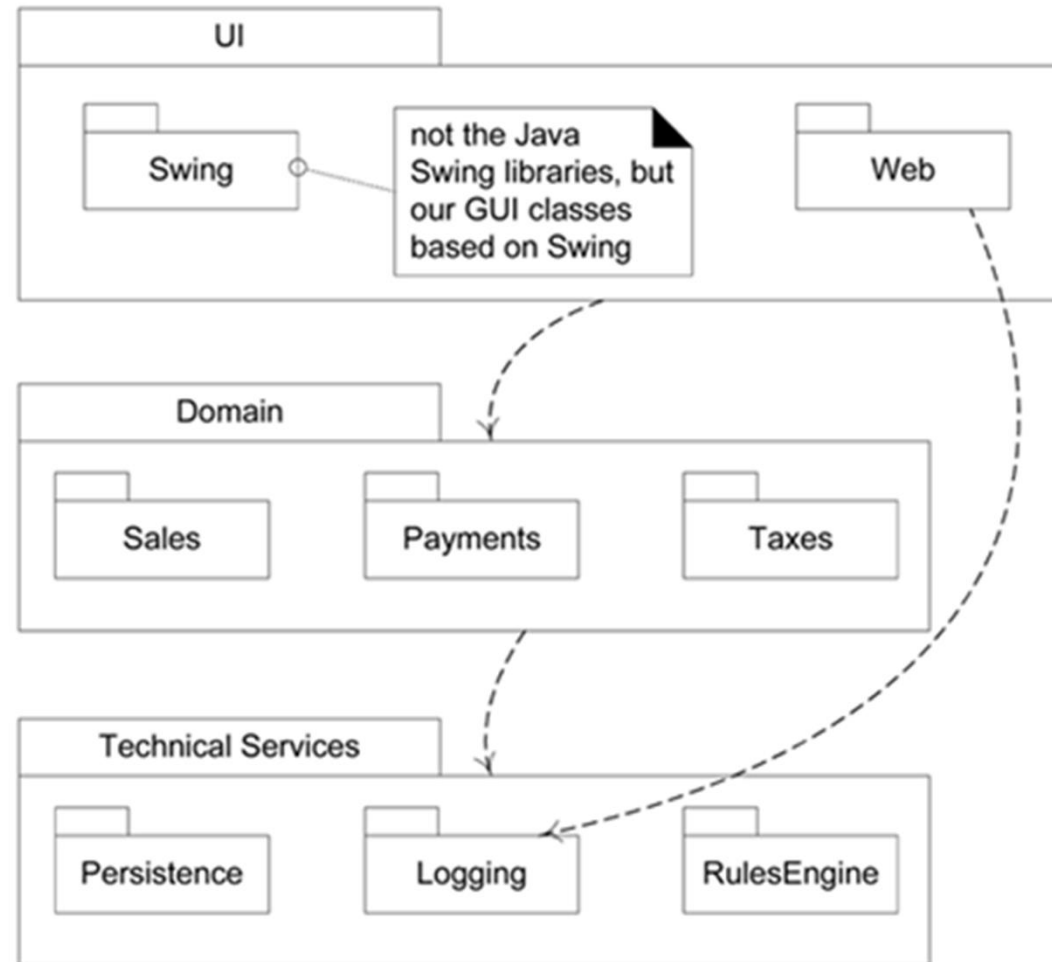 UI
Swing
not the Java
Swing libraries, but
our GUI classes
based on Swing
Web
Domain
Sales
Payments
Taxes
Technical Services
Persistence
Logging
RulesEngine